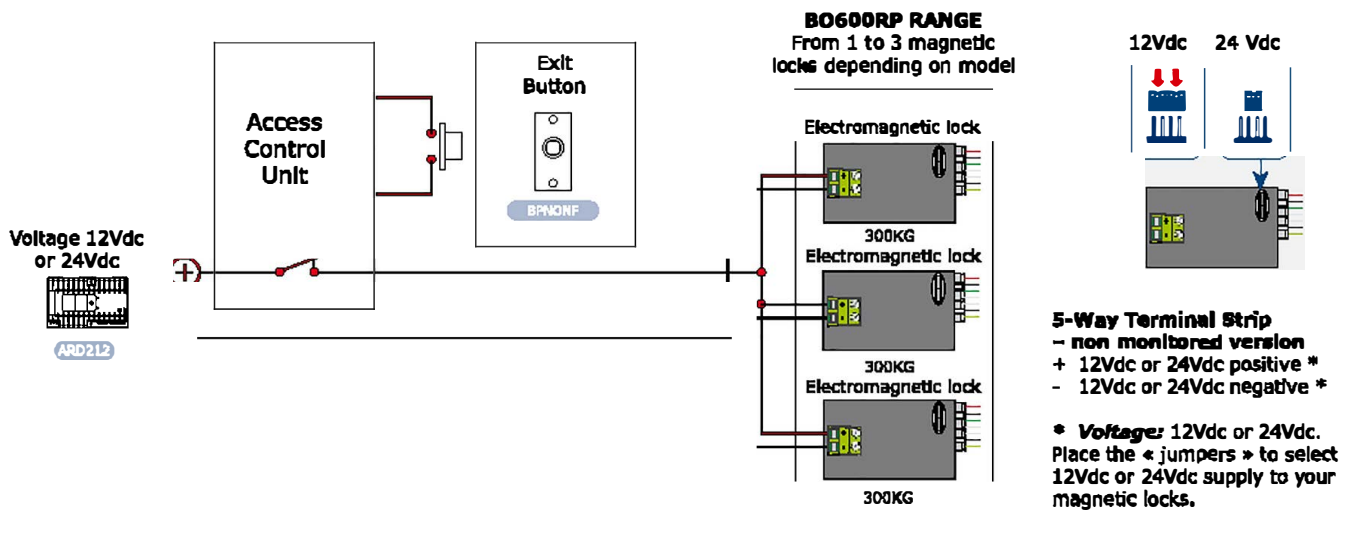 BO600RP RANGE
From 1 to 3 magnetic
locks depending on model
12Vdc 24 Vdc
Exit
Button
Access
Control
Unit
BPNONF
Voltage 12Vdc
or 24Vdc
ARD212
Electromagnetic lock
300KG
Electromagnetic lock
300KG
Electromagnetic lock
300KG
5-Way Terminal Strip
- non monitored version
+ 12Vdc or 24Vdc positive *
- 12Vdc or 24Vdc negative *
* Voltage: 12Vdc or 24Vdc.
Place the « jumpers » to select
12Vdc or 24Vdc supply to your
magnetic locks.